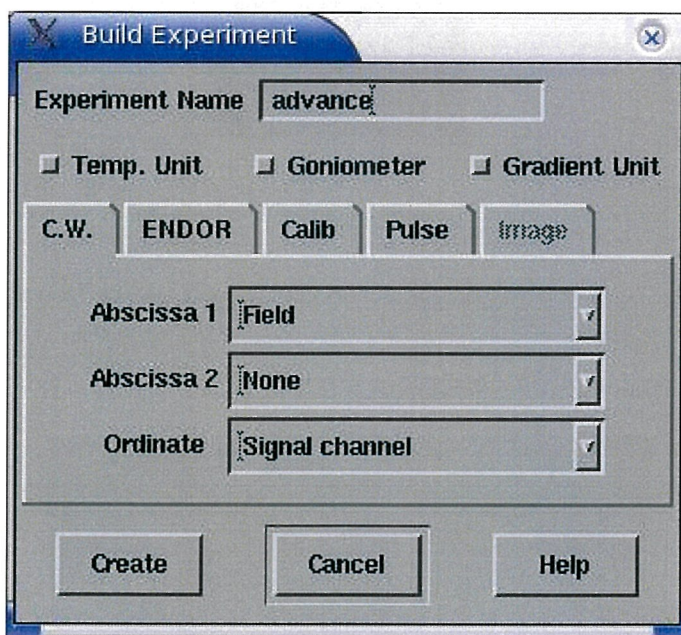 Build Experiment
Experiment Name advance
Temp. Unit Goniometer Gradient Unit
C.W. ENDOR Calib Pulse Image
Abscissa 1 Field
Abscissa 2 None
Ordinate Signal channel
Create Cancel Help